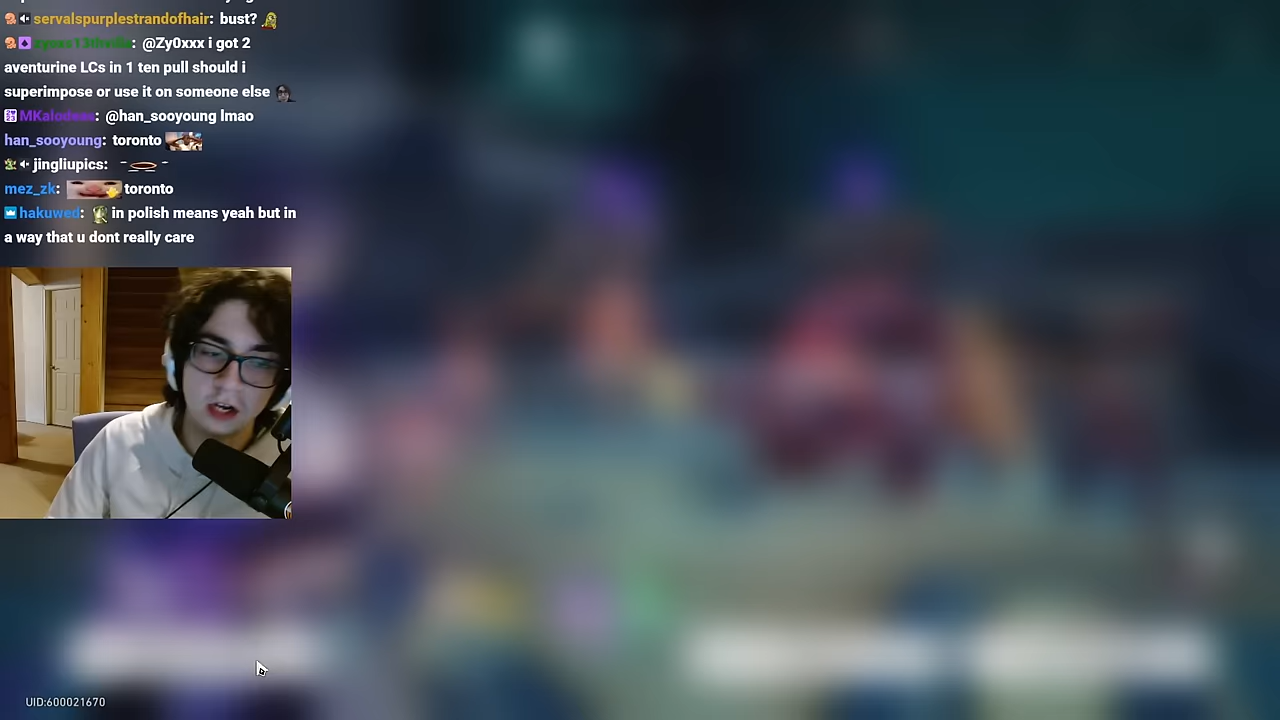 servalspurplestrandofhair: bust?
@Zy0xxx i got 2
aventurine LCs in 1 ten pull should i
superimpose or use it on someone else
MKalodeas: @han_sooyoung lmao
han_sooyoung: toronto
jingliupics:
mez_zk: toronto
hakuwed: in polish means yeah but in
a way that u dont really care
UID:600021670